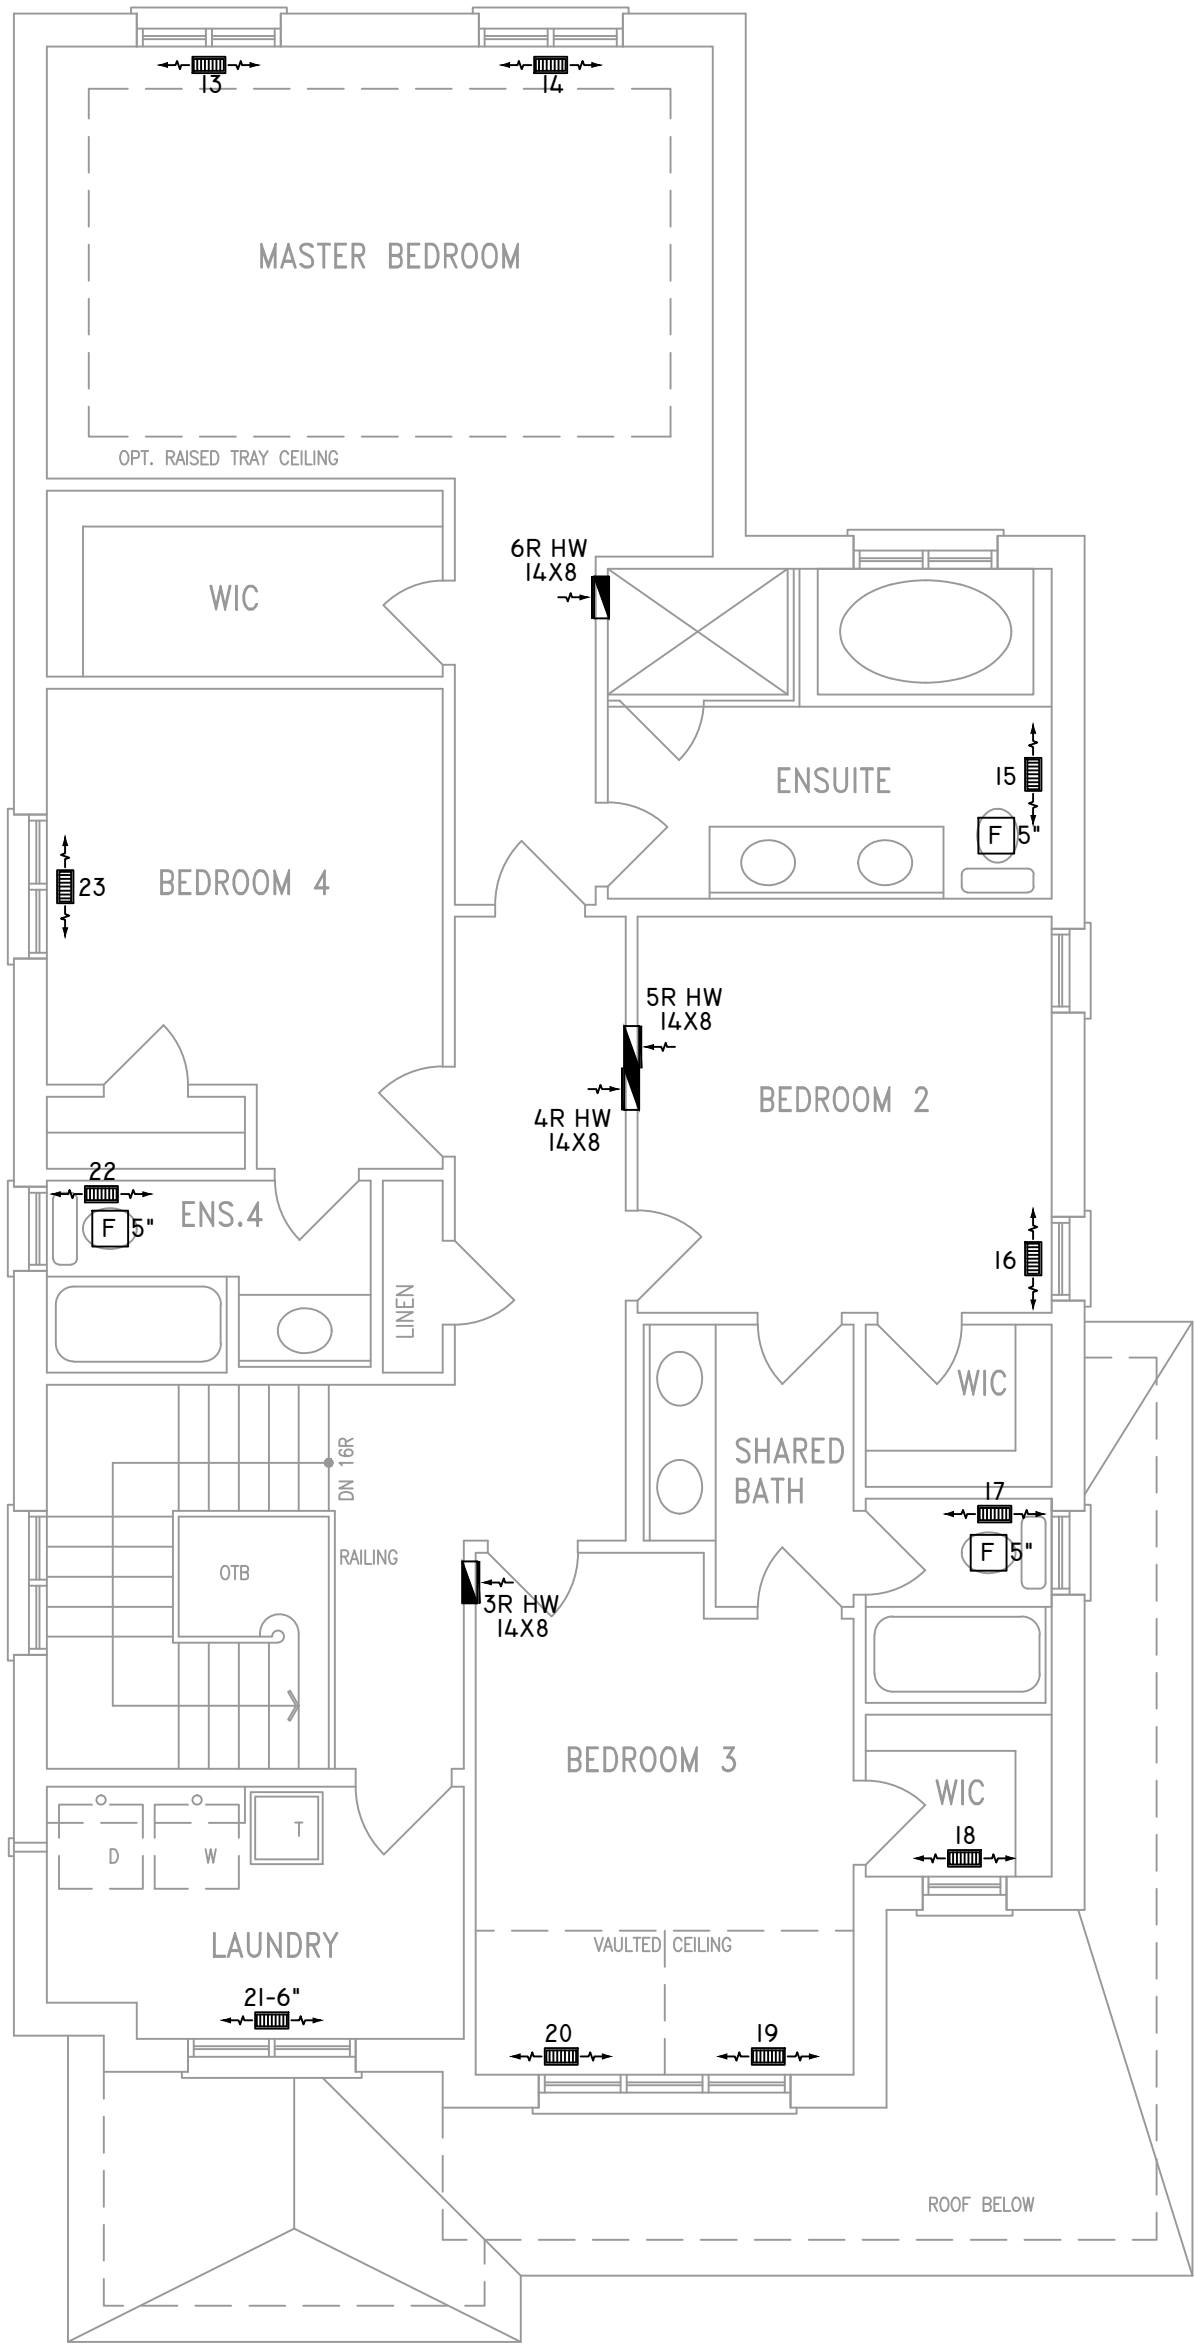 13
14
MASTER BEDROOM
OPT. RAISED TRAY CEILING
6R HW
14X8
WIC
ENSUITE
15
F 5"
BEDROOM 4
23
5R HW
14X8
4R HW
14X8
BEDROOM 2
22
F 5"
ENS.4
16
LINEN
WIC
SHARED
BATH
DN 16R
17
F 5"
RAILING
OTB
3R HW
14X8
BEDROOM 3
WIC
18
D
W
T
LAUNDRY
VAULTED CEILING
21-6"
20
19
ROOF BELOW